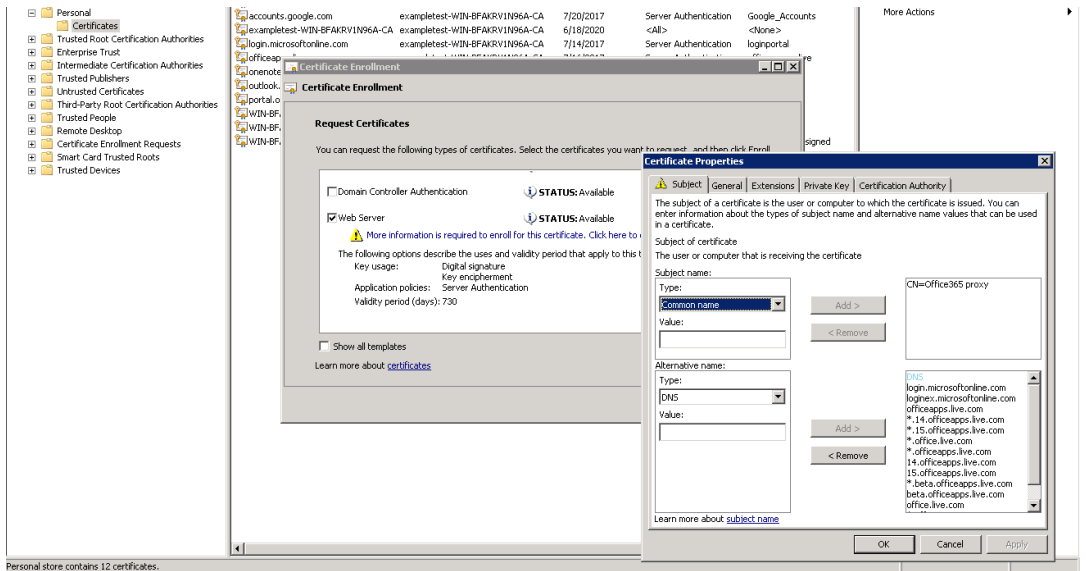 Personal
Certificates
Trusted Root Certification Authorities
Enterprise Trust
Intermediate Certification Authorities
Trusted Publishers
Untrusted Certificates
Third-Party Root Certification Authorities
Trusted People
Remote Desktop
Certificate Enrollment Requests
Smart Card Trusted Roots
Trusted Devices
accounts.google.com exampletest-WIN-BFAKRV1N96A-CA 7/20/2017 Server Authentication Google_Accounts
exampletest-WIN-BFAKRV1N96A-CA exampletest-WIN-BFAKRV1N96A-CA 6/18/2020 <All> <None>
login.microsoftonline.com exampletest-WIN-BFAKRV1N96A-CA 7/14/2017 Server Authentication loginportal
officeap
onenote
outlook.
portal.o
WIN-BF
WIN-BF
WIN-BF
signed
More Actions
Certificate Enrollment
Certificate Enrollment
Request Certificates
You can request the following types of certificates. Select the certificates you want to request, and then click Enroll.
Domain Controller Authentication STATUS: Available
Web Server STATUS: Available
More information is required to enroll for this certificate. Click here to
The following options describe the uses and validity period that apply to this t
Key usage: Digital signature
Key encipherment
Application policies: Server Authentication
Validity period (days): 730
Show all templates
Learn more about certificates
Certificate Properties
Subject General Extensions Private Key Certification Authority
The subject of a certificate is the user or computer to which the certificate is issued. You can
enter information about the types of subject name and alternative name values that can be used
in a certificate.
Subject of certificate
The user or computer that is receiving the certificate
Subject name:
Type:
Common name
Value:
Add >
< Remove
CN=Office365 proxy
Alternative name:
Type:
DNS
Value:
Add >
< Remove
DNS
login.microsoftonline.com
loginex.microsoftonline.com
officeapps.live.com
*.14.officeapps.live.com
*.15.officeapps.live.com
*.office.live.com
*.officeapps.live.com
14.officeapps.live.com
15.officeapps.live.com
*.beta.officeapps.live.com
beta.officeapps.live.com
office.live.com
Learn more about subject name
OK Cancel Apply
Personal store contains 12 certificates.